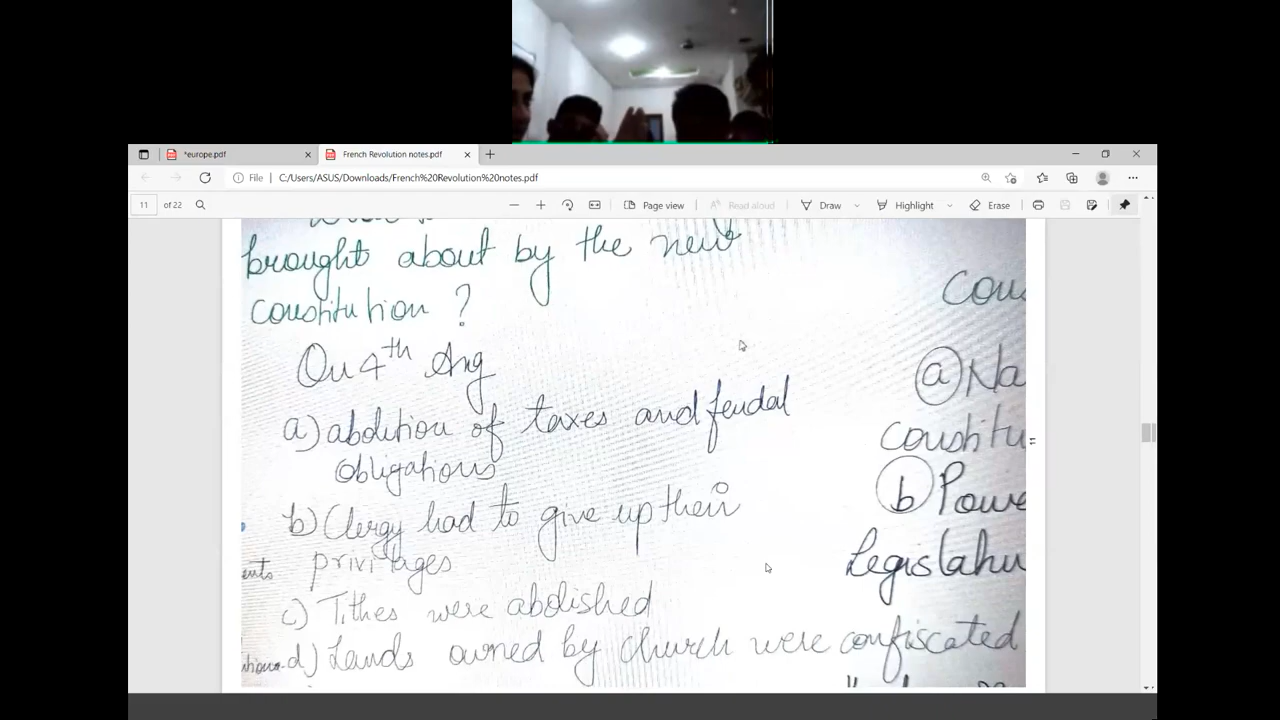 *europe.pdf
French Revolution notes.pdf
File C:/Users/ASUS/Downloads/French%20Revolution%20notes.pdf
11 of 22
Page view
Read aloud
Draw
Highlight
Erase
brought about by the new
constitution ?
On 4th Aug
a) abolition of taxes and feudal
obligations
b) Clergy had to give up their
privilages
c) Tithes were abolished
d) Lands owned by church were confiscated
Cons
a Na
constitu
b Powe
Legislatu